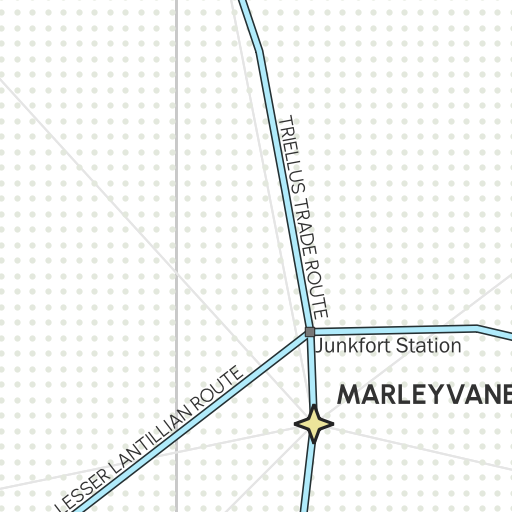 TRIELLUS TRADE ROUTE
Junkfort Station
LESSER LANTILLIAN ROUTE
MARLEYVANE